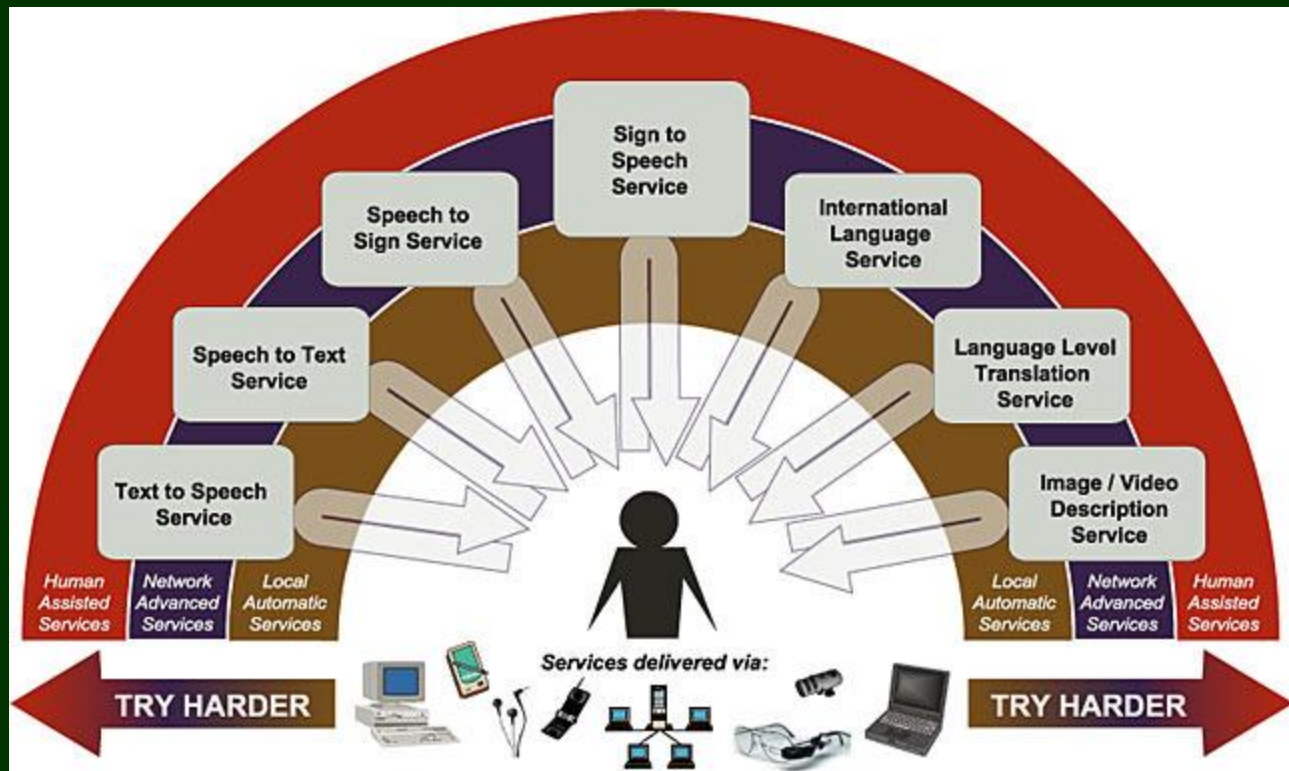 Sign to
Speech
Service
Speech to
Sign Service
International
Language
Service
Speech to Text
Service
Language Level
Translation
Service
Text to Speech
Service
Image / Video
Description
Service
Human
Assisted
Services
Network
Advanced
Services
Local
Automatic
Services
Local
Automatic
Services
Network
Advanced
Services
Human
Assisted
Services
TRY HARDER
Services delivered via:
TRY HARDER